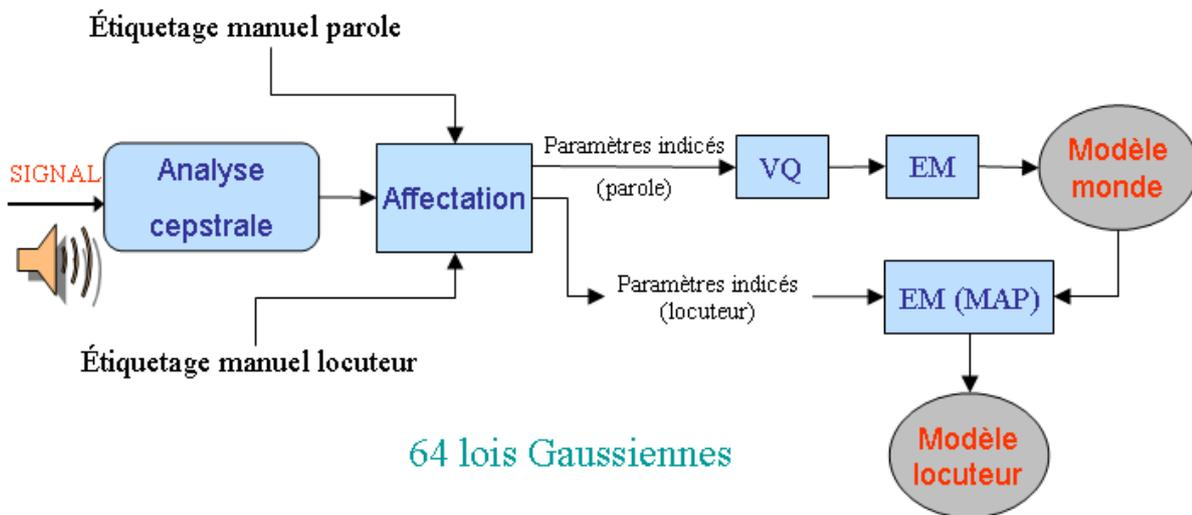 Étiquetage manuel parole
SIGNAL
Analyse
cepstrale
Affectation
Paramètres indicés
(parole)
VQ
EM
Modèle
monde
Paramètres indicés
(locuteur)
EM (MAP)
Étiquetage manuel locuteur
64 lois Gaussiennes
Modèle
locuteur